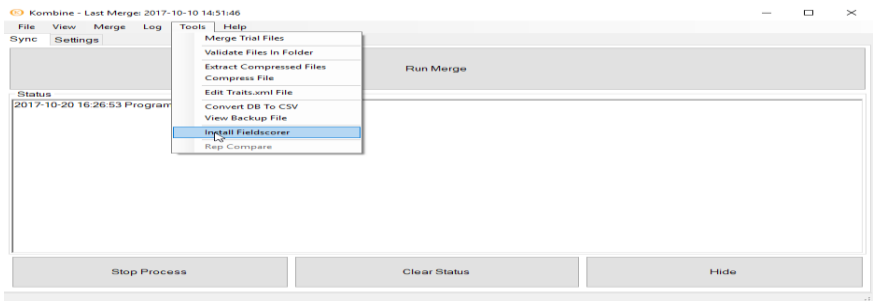 Kombine - Last Merge: 2017-10-10 14:51:46
File View Merge Log Tools Help
Sync Settings
Merge Trial Files
Validate Files In Folder
Extract Compressed Files
Compress File
Edit Traits.xml File
Convert DB To CSV
View Backup File
Install Fieldscorer
Rep Compare
Run Merge
Status
2017-10-20 16:26:53 Program
Stop Process Clear Status Hide